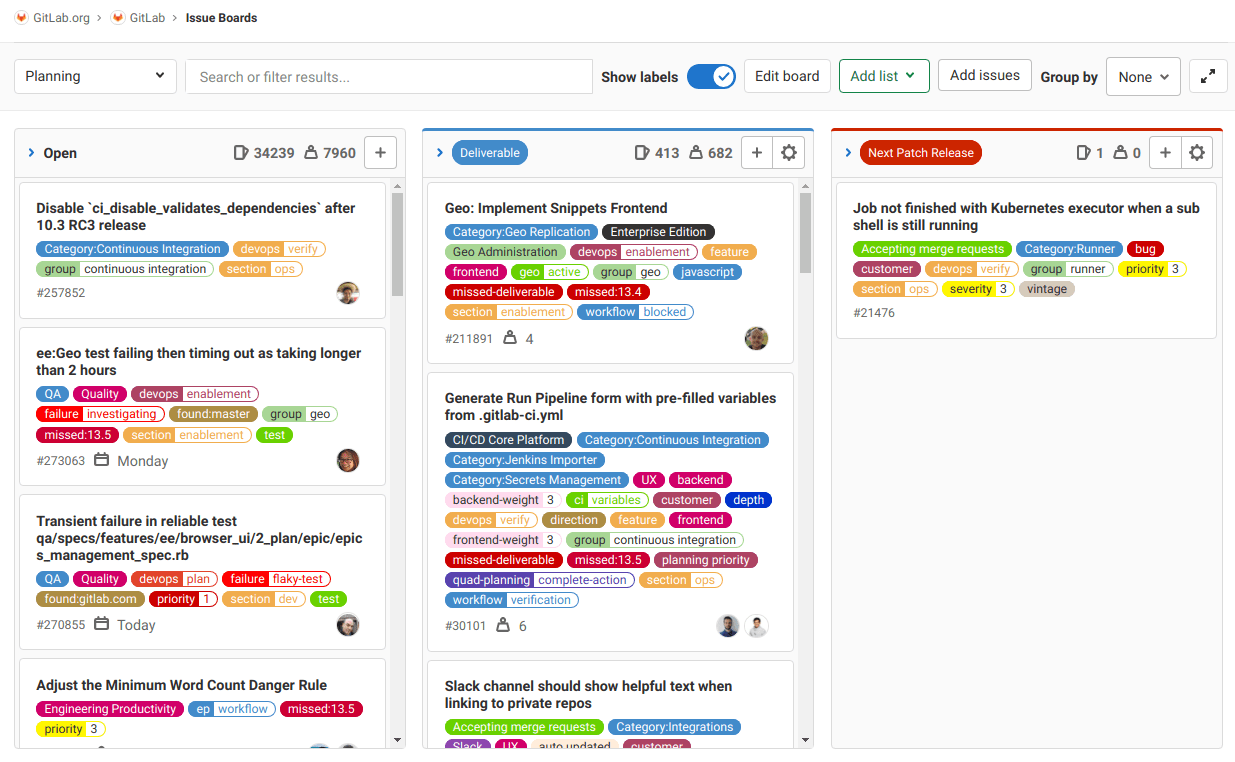 GitLab.org > GitLab > Issue Boards
Planning
Search or filter results...
Show labels
Edit board
Add list
Add issues
Group by
None
Open 34239 7960
Disable `ci_disable_validates_dependencies` after
10.3 RC3 release
Category:Continuous Integration devops verify
group continuous integration section ops
#257852
ee:Geo test failing then timing out as taking longer
than 2 hours
QA Quality devops enablement
failure investigating found:master group geo
missed:13.5 section enablement test
#273063 Monday
Transient failure in reliable test
qa/specs/features/ee/browser_ui/2_plan/epic/epic
s_management_spec.rb
QA Quality devops plan failure flaky-test
found:gitlab.com priority 1 section dev test
#270855 Today
Adjust the Minimum Word Count Danger Rule
Engineering Productivity ep workflow missed:13.5
priority 3
Deliverable 413 682
Geo: Implement Snippets Frontend
Category:Geo Replication Enterprise Edition
Geo Administration devops enablement feature
frontend geo active group geo javascript
missed-deliverable missed:13.4
section enablement workflow blocked
#211891 4
Generate Run Pipeline form with pre-filled variables
from .gitlab-ci.yml
CI/CD Core Platform Category:Continuous Integration
Category:Jenkins Importer
Category:Secrets Management UX backend
backend-weight 3 ci variables customer depth
devops verify direction feature frontend
frontend-weight 3 group continuous integration
missed-deliverable missed:13.5 planning priority
quad-planning complete-action section ops
workflow verification
#30101 6
Slack channel should show helpful text when
linking to private repos
Accepting merge requests Category:Integrations
Slack UX auto updated customer
Next Patch Release 1 0
Job not finished with Kubernetes executor when a sub
shell is still running
Accepting merge requests Category:Runner bug
customer devops verify group runner priority 3
section ops severity 3 vintage
#21476